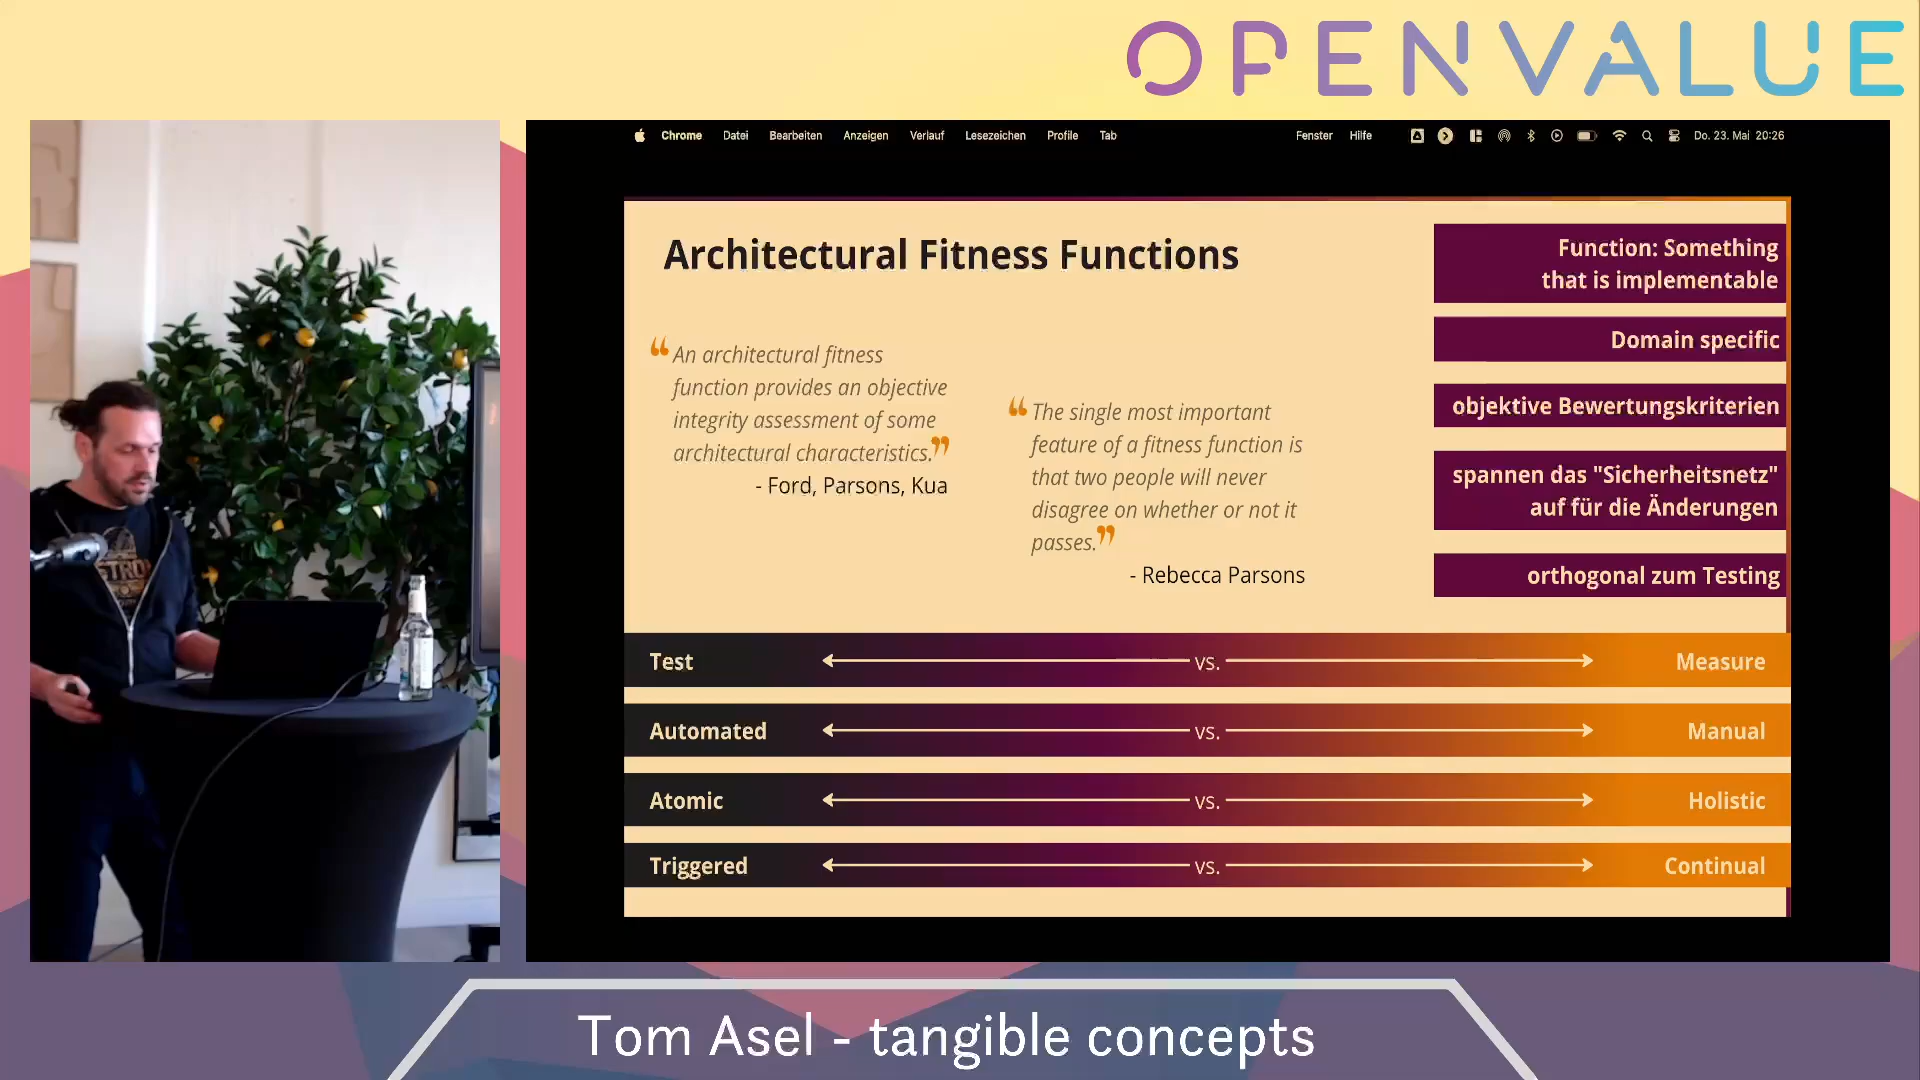 OPENVALUE
Chrome Datei Bearbeiten Anzeigen Verlauf Lesezeichen Profile Tab Fenster Hilfe Do. 23. Mai 20:26
Architectural Fitness Functions
“An architectural fitness
function provides an objective
integrity assessment of some
architectural characteristics.”
- Ford, Parsons, Kua
“The single most important
feature of a fitness function is
that two people will never
disagree on whether or not it
passes.”
- Rebecca Parsons
Function: Something
that is implementable
Domain specific
objektive Bewertungskriterien
spannen das "Sicherheitsnetz"
auf für die Änderungen
orthogonal zum Testing
Test vs. Measure
Automated vs. Manual
Atomic vs. Holistic
Triggered vs. Continual
Tom Asel - tangible concepts